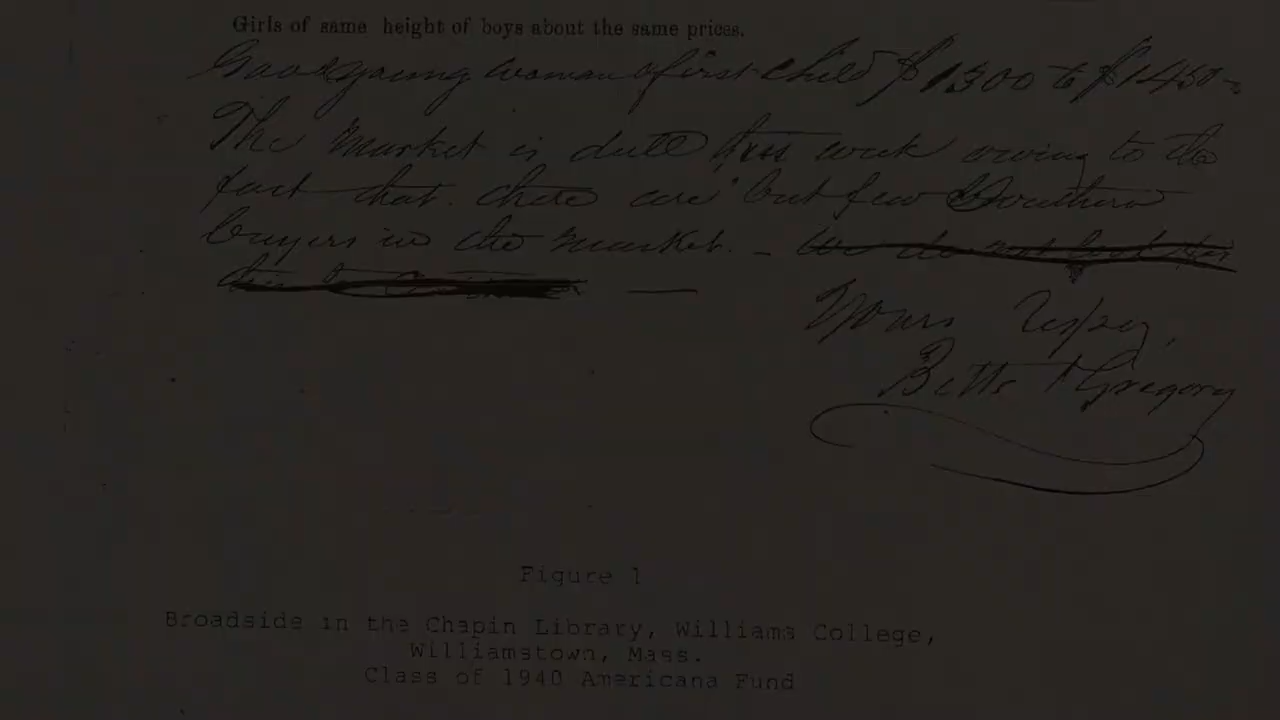 Girls of same height of boys about the same prices.
Good young woman first child $1300 to $1450
The market is dull this week owing to the
fact that there are but few Southern
buyers in the market. –
Yours Respy,
Betts & Gregory
Figure 1
Broadside in the Chapin Library, Williams College,
Williamstown, Mass.
Class of 1940 Americana Fund